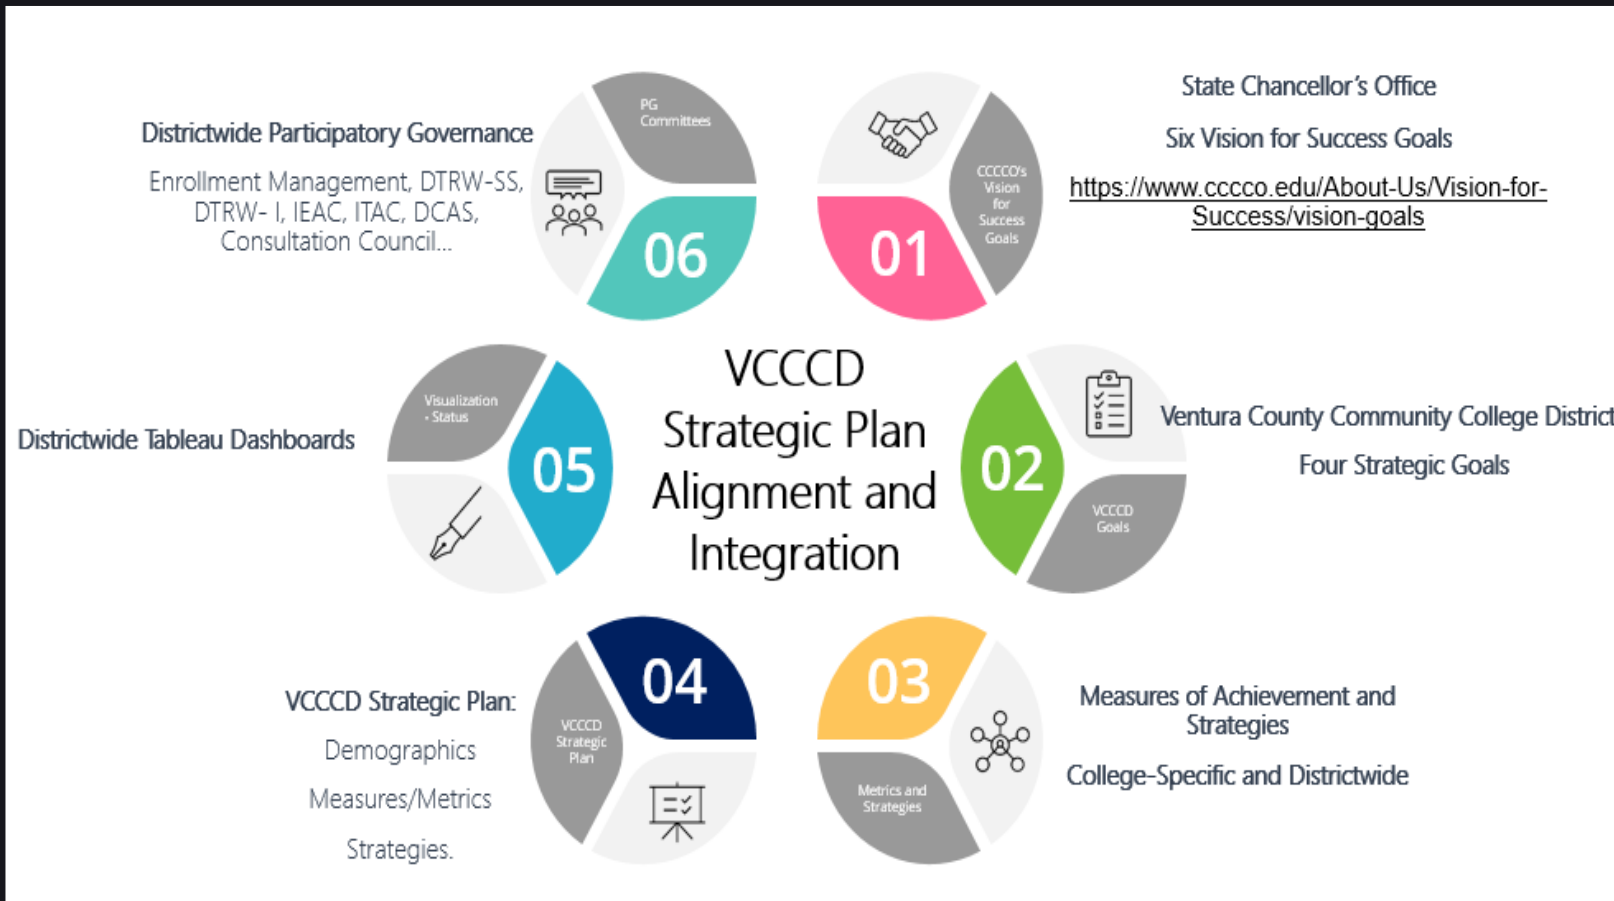 VCCCD
Strategic Plan
Alignment and
Integration
01
CCCCO's
Vision
for
Success
Goals
State Chancellor's Office
Six Vision for Success Goals
https://www.cccco.edu/About-Us/Vision-for-
Success/vision-goals
02
VCCCD
Goals
Ventura County Community College District
Four Strategic Goals
03
Metrics and
Strategies
Measures of Achievement and
Strategies
College-Specific and Districtwide
04
VCCCD
Strategic
Plan
VCCCD Strategic Plan:
Demographics
Measures/Metrics
Strategies.
05
Visualization
- Status
Districtwide Tableau Dashboards
06
PG
Committees
Districtwide Participatory Governance
Enrollment Management, DTRW-SS,
DTRW- I, IEAC, ITAC, DCAS,
Consultation Council...